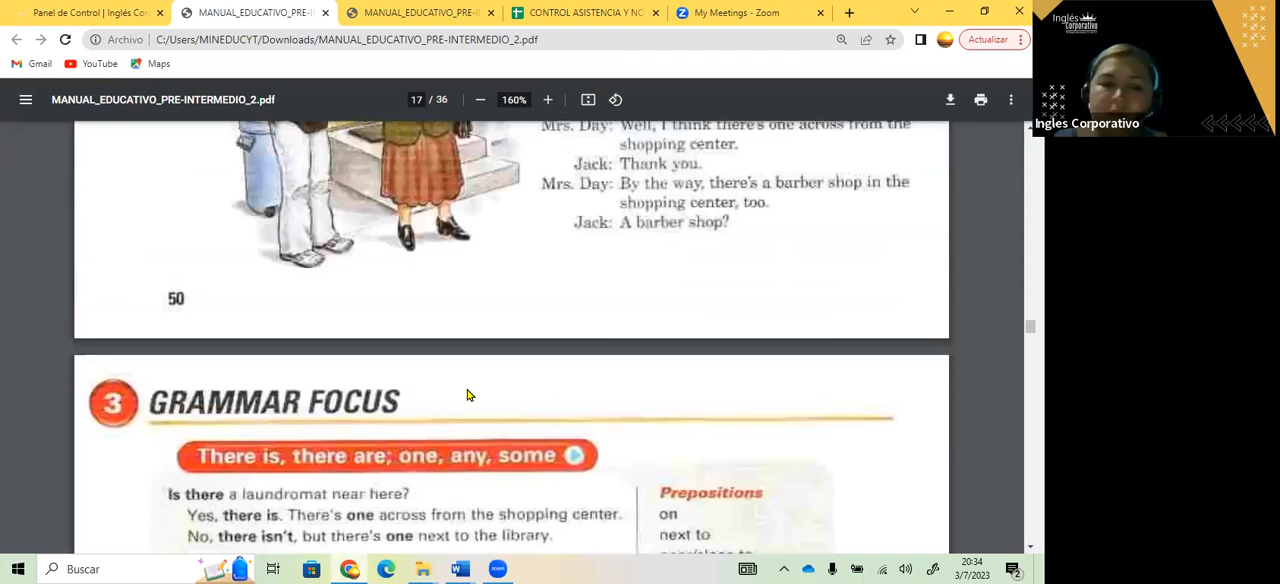 Panel de Control | Inglés Cor
MANUAL_EDUCATIVO_PRE-I
MANUAL_EDUCATIVO_PRE-I
CONTROL ASISTENCIA Y NO
My Meetings - Zoom
Archivo
C:/Users/MINEDUCYT/Downloads/MANUAL_EDUCATIVO_PRE-INTERMEDIO_2.pdf
Actualizar
Gmail
YouTube
Maps
MANUAL_EDUCATIVO_PRE-INTERMEDIO_2.pdf
17 / 36
160%
Mrs. Day: Well, I think there's one across from the
shopping center.
Jack: Thank you.
Mrs. Day: By the way, there's a barber shop in the
shopping center, too.
Jack: A barber shop?
50
3 GRAMMAR FOCUS
There is, there are; one, any, some
Is there a laundromat near here?
Yes, there is. There's one across from the shopping center.
No, there isn't, but there's one next to the library.
Prepositions
on
next to
Buscar
zoom
20:34
3/7/2023
2
Inglés
Corporativo
Ingles Corporativo